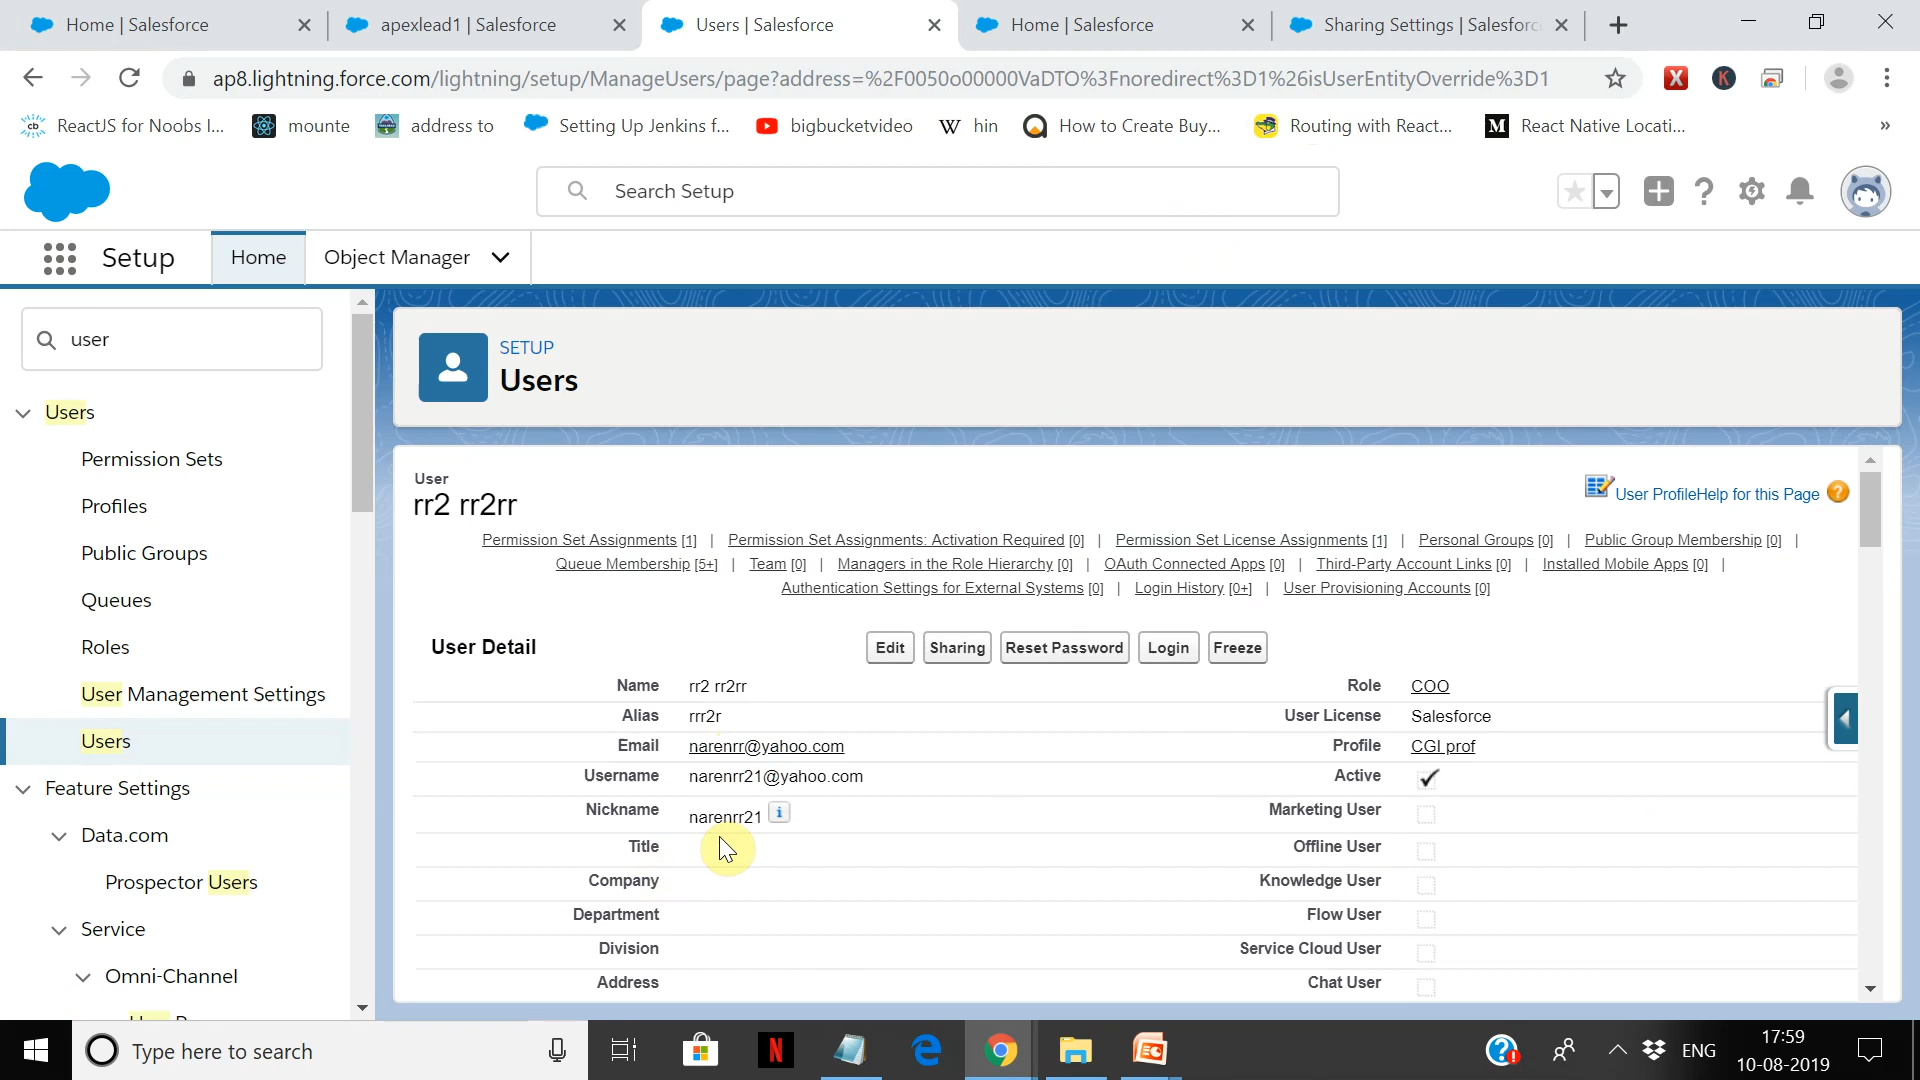 Home | Salesforce
apexlead1 | Salesforce
Users | Salesforce
Home | Salesforce
Sharing Settings | Salesforc
ap8.lightning.force.com/lightning/setup/ManageUsers/page?address=%2F0050o00000VaDTO%3Fnoredirect%3D1%26isUserEntityOverride%3D1
X
K
ReactJS for Noobs I...
mounte
address to
Setting Up Jenkins f...
bigbucketvideo
W hin
How to Create Buy...
Routing with React...
M React Native Locati...
»
Search Setup
Setup
Home
Object Manager
user
Users
Permission Sets
Profiles
Public Groups
Queues
Roles
User Management Settings
Users
Feature Settings
Data.com
Prospector Users
Service
Omni-Channel
SETUP
Users
User
rr2 rr2rr
User ProfileHelp for this Page
Permission Set Assignments [1] | Permission Set Assignments: Activation Required [0] | Permission Set License Assignments [1] | Personal Groups [0] | Public Group Membership [0] |
Queue Membership [5+] | Team [0] | Managers in the Role Hierarchy [0] | OAuth Connected Apps [0] | Third-Party Account Links [0] | Installed Mobile Apps [0] |
Authentication Settings for External Systems [0] | Login History [0+] | User Provisioning Accounts [0]
User Detail
Edit
Sharing
Reset Password
Login
Freeze
Name rr2 rr2rr
Role COO
Alias rrr2r
User License Salesforce
Email narenrr@yahoo.com
Profile CGI prof
Username narenrr21@yahoo.com
Active
Nickname narenrr21
Marketing User
Title
Offline User
Company
Knowledge User
Department
Flow User
Division
Service Cloud User
Address
Chat User
Type here to search
ENG
17:59
10-08-2019